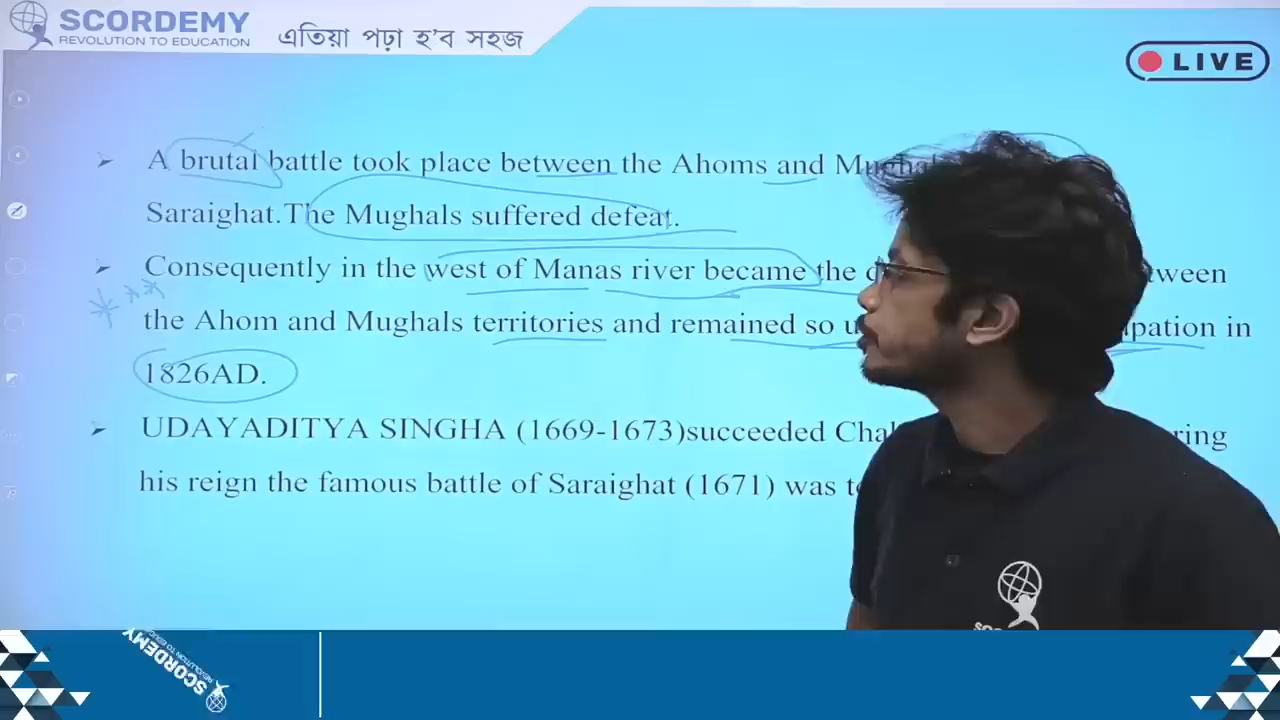 SCORDEMY
REVOLUTION TO EDUCATION
এতিয়া পঢ়া হ'ব সহজ
LIVE
A brutal battle took place between the Ahoms and
Saraighat.The Mughals suffered defeat.
Consequently in the west of Manas river became the
the Ahom and Mughals territories and remained so in
1826AD.
UDAYADITYA SINGHA (1669-1673)succeeded
his reign the famous battle of Saraighat (1671) was
SCORDEMY